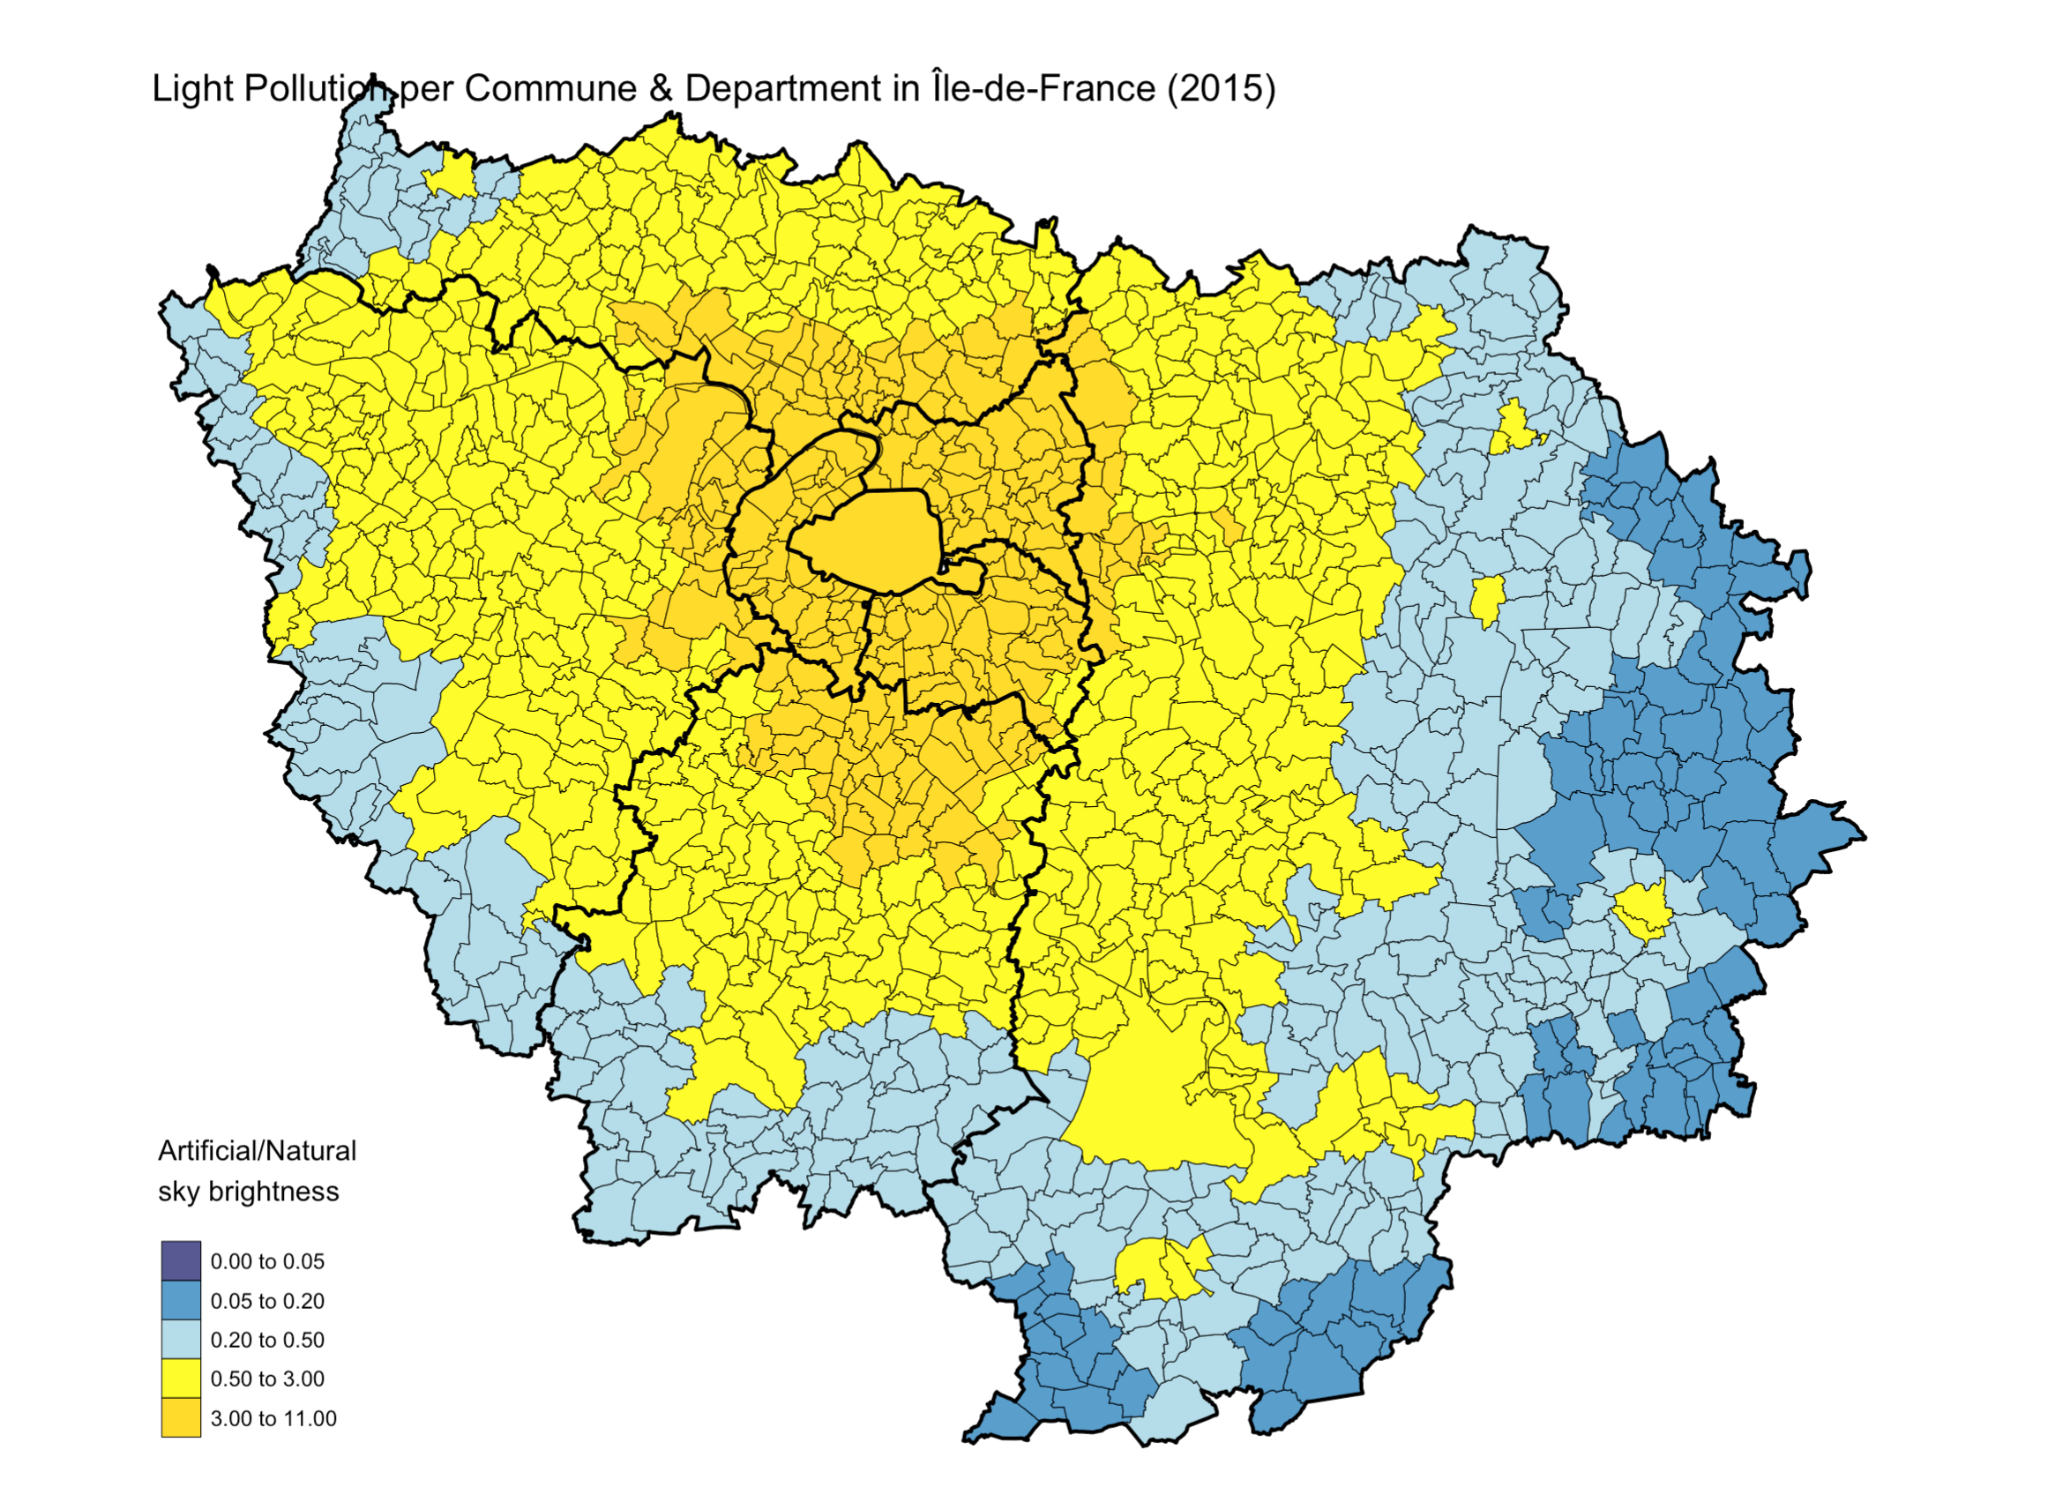 Light Pollution per Commune & Department in Île-de-France (2015)
Artificial/Natural
sky brightness
0.00 to 0.05
0.05 to 0.20
0.20 to 0.50
0.50 to 3.00
3.00 to 11.00